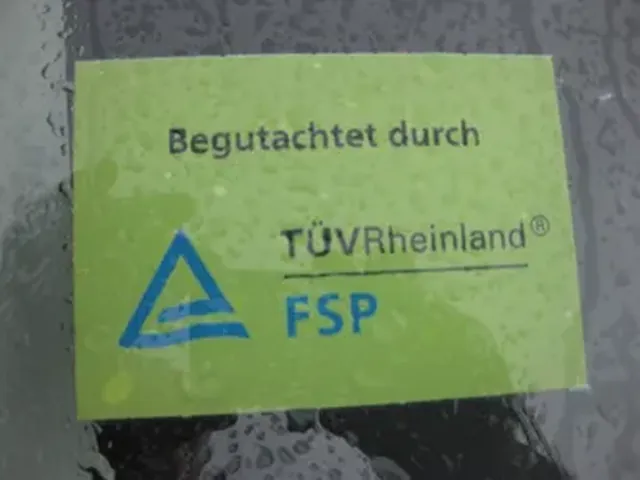 Begutachtet durch
TÜVRheinland®
FSP